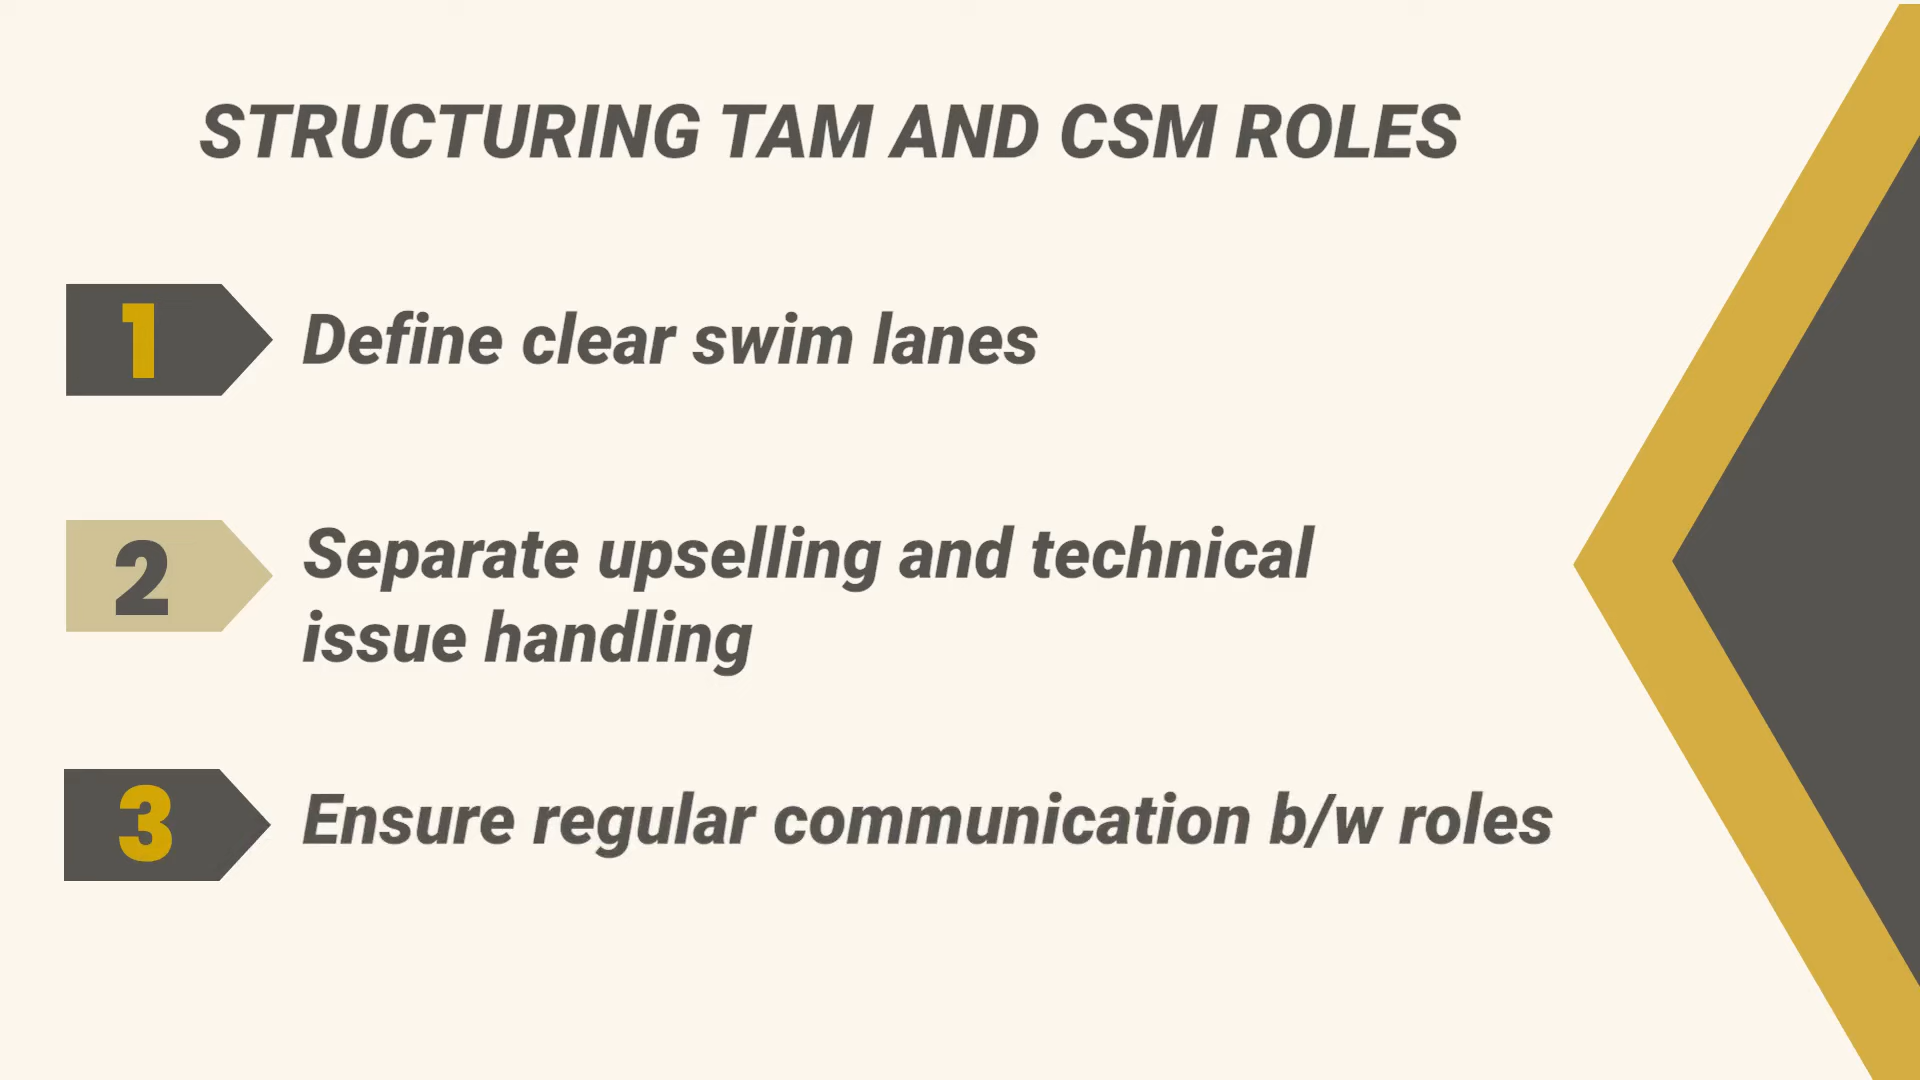 STRUCTURING TAM AND CSM ROLES
1
Define clear swim lanes
2
Separate upselling and technical
issue handling
3
Ensure regular communication b/w roles